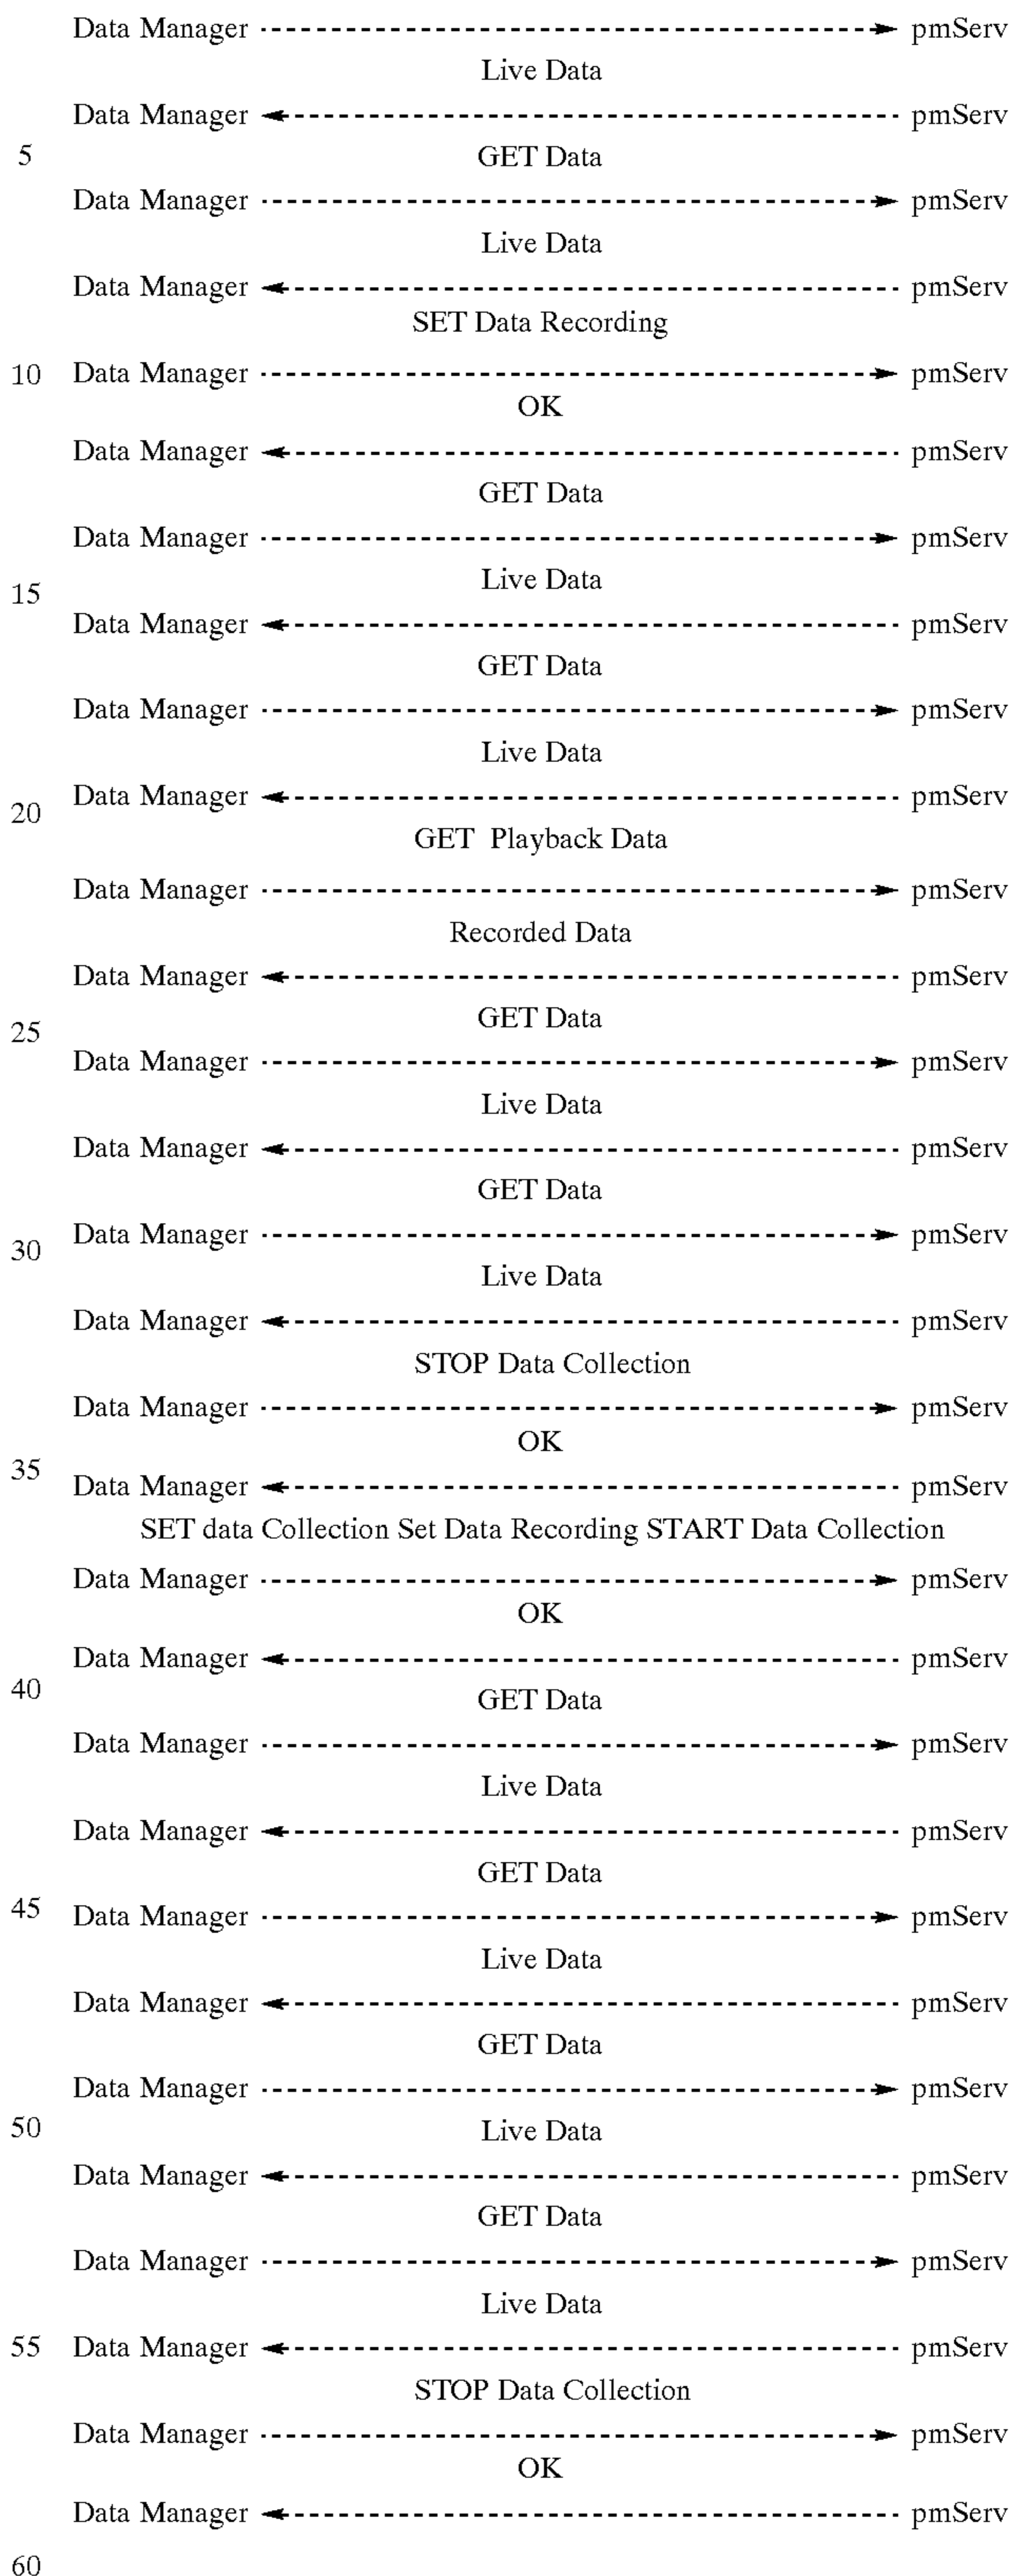 Data Manager pmServ
Live Data
Data Manager pmServ
5 GET Data
Data Manager pmServ
Live Data
Data Manager pmServ
SET Data Recording
10 Data Manager pmServ
OK
Data Manager pmServ
GET Data
Data Manager pmServ
15 Live Data
Data Manager pmServ
GET Data
Data Manager pmServ
Live Data
20 Data Manager pmServ
GET Playback Data
Data Manager pmServ
Recorded Data
Data Manager pmServ
25 GET Data
Data Manager pmServ
Live Data
Data Manager pmServ
GET Data
30 Data Manager pmServ
Live Data
Data Manager pmServ
STOP Data Collection
Data Manager pmServ
OK
35 Data Manager pmServ
SET data Collection Set Data Recording START Data Collection
Data Manager pmServ
OK
Data Manager pmServ
40 GET Data
Data Manager pmServ
Live Data
Data Manager pmServ
GET Data
45 Data Manager pmServ
Live Data
Data Manager pmServ
GET Data
Data Manager pmServ
50 Live Data
Data Manager pmServ
GET Data
Data Manager pmServ
Live Data
55 Data Manager pmServ
STOP Data Collection
Data Manager pmServ
OK
Data Manager pmServ
60